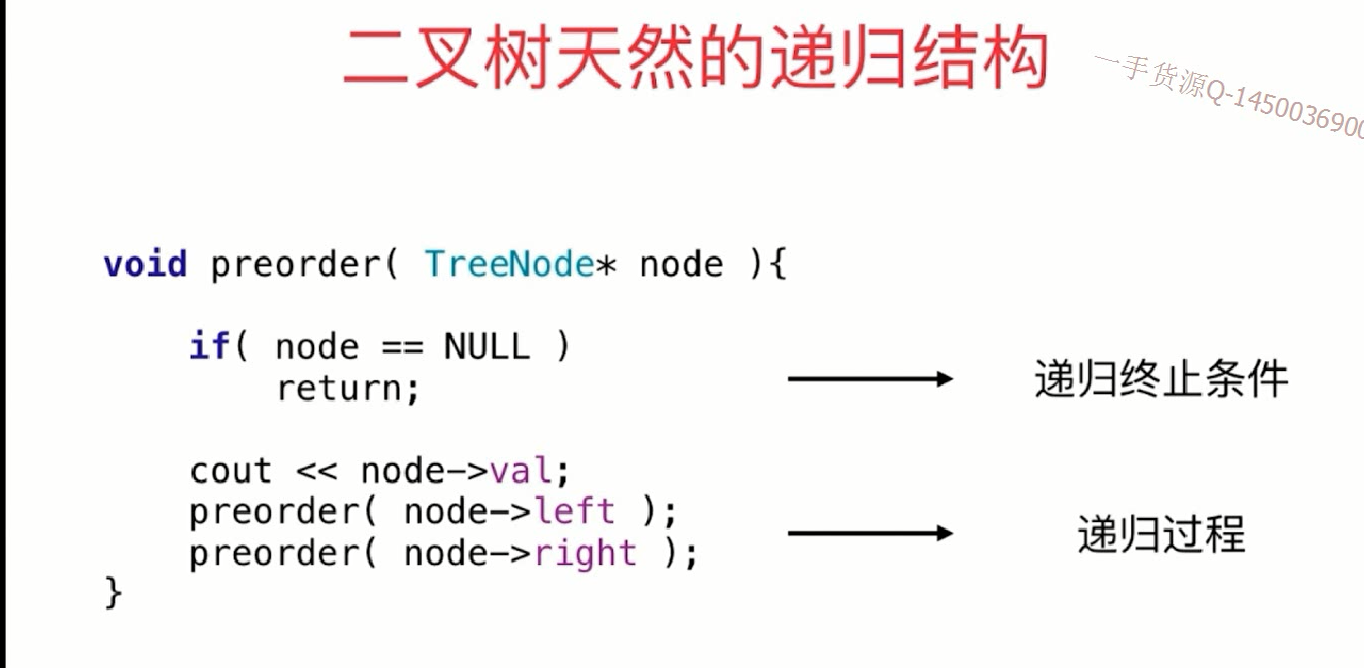 二叉树天然的递归结构
一手货源Q-1450036900
void preorder( TreeNode* node ){
if( node == NULL )
return;
递归终止条件
cout << node->val;
preorder( node->left );
preorder( node->right );
递归过程
}